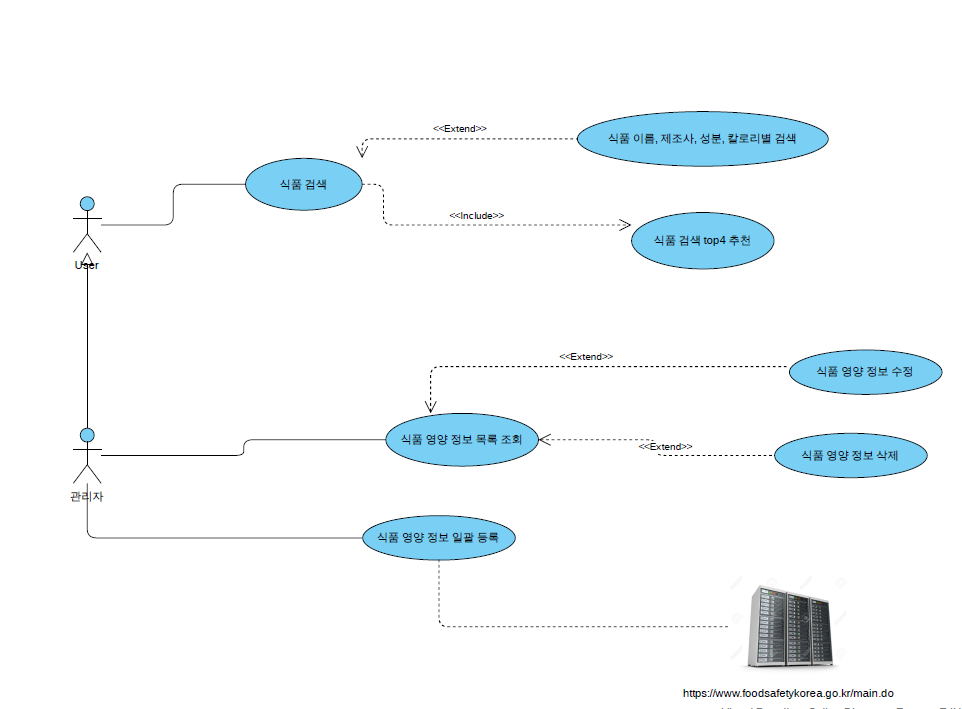 <<Extend>>
식품 이름, 제조사, 성분, 칼로리별 검색
식품 검색
<<Include>>
식품 검색 top4 추천
User
<<Extend>>
식품 영양 정보 수정
식품 영양 정보 목록 조회
<<Extend>>
식품 영양 정보 삭제
관리자
식품 영양 정보 일괄 등록
https://www.foodsafetykorea.go.kr/main.do